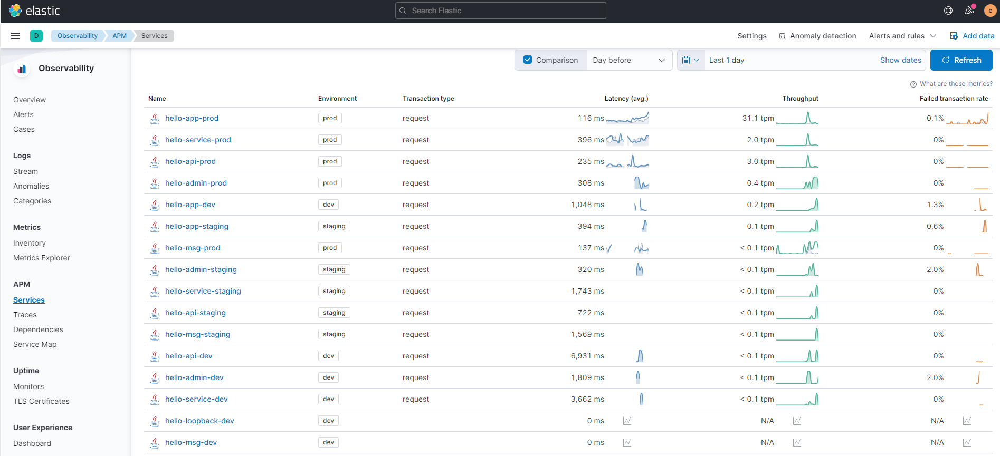 elastic Search Elastic e
D Observability APM Services Settings Anomaly detection Alerts and rules Add data
Observability
Overview
Alerts
Cases
Logs
Stream
Anomalies
Categories
Metrics
Inventory
Metrics Explorer
APM
Services
Traces
Dependencies
Service Map
Uptime
Monitors
TLS Certificates
User Experience
Dashboard
Comparison Day before Last 1 day Show dates Refresh
What are these metrics?
Name Environment Transaction type Latency (avg.) Throughput Failed transaction rate
hello-app-prod prod request 116 ms 31.1 tpm 0.1%
hello-service-prod prod request 396 ms 2.0 tpm 0%
hello-api-prod prod request 235 ms 3.0 tpm 0%
hello-admin-prod prod request 308 ms 0.4 tpm 0%
hello-app-dev dev request 1,048 ms 0.2 tpm 1.3%
hello-app-staging staging request 394 ms 0.1 tpm 0.6%
hello-msg-prod prod request 137 ms < 0.1 tpm 0%
hello-admin-staging staging request 320 ms < 0.1 tpm 2.0%
hello-service-staging staging request 1,743 ms < 0.1 tpm 0%
hello-api-staging staging request 722 ms < 0.1 tpm 0%
hello-msg-staging staging request 1,569 ms < 0.1 tpm 0%
hello-api-dev dev request 6,931 ms < 0.1 tpm 0%
hello-admin-dev dev request 1,809 ms < 0.1 tpm 2.0%
hello-service-dev dev request 3,662 ms < 0.1 tpm 0%
hello-loopback-dev dev 0 ms N/A N/A
hello-msg-dev dev 0 ms N/A N/A